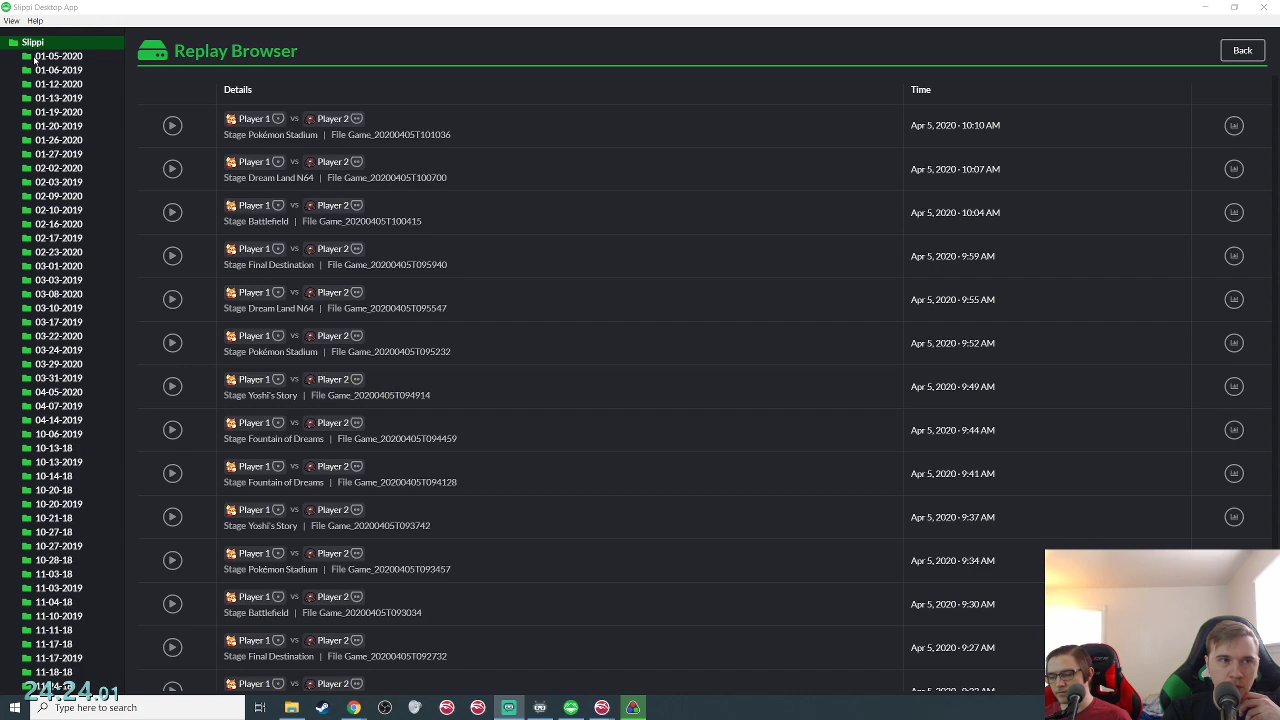 Slippi Desktop App
View Help
Slippi
01-05-2020
01-06-2019
01-12-2020
01-13-2019
01-19-2020
01-20-2019
01-26-2020
01-27-2019
02-02-2020
02-03-2019
02-09-2020
02-10-2019
02-16-2020
02-17-2019
02-23-2020
03-01-2020
03-03-2019
03-08-2020
03-10-2019
03-17-2019
03-22-2020
03-24-2019
03-29-2020
03-31-2019
04-05-2020
04-07-2019
04-14-2019
10-06-2019
10-13-18
10-13-2019
10-14-18
10-20-18
10-20-2019
10-21-18
10-27-18
10-27-2019
10-28-18
11-03-18
11-03-2019
11-04-18
11-10-2019
11-11-18
11-17-18
11-17-2019
11-18-18
24:24.01
Replay Browser
Back
Details Time
Player 1 vs Player 2
Stage Pokémon Stadium | File Game_20200405T101036
Apr 5, 2020 · 10:10 AM
Player 1 vs Player 2
Stage Dream Land N64 | File Game_20200405T100700
Apr 5, 2020 · 10:07 AM
Player 1 vs Player 2
Stage Battlefield | File Game_20200405T100415
Apr 5, 2020 · 10:04 AM
Player 1 vs Player 2
Stage Final Destination | File Game_20200405T095940
Apr 5, 2020 · 9:59 AM
Player 1 vs Player 2
Stage Dream Land N64 | File Game_20200405T095547
Apr 5, 2020 · 9:55 AM
Player 1 vs Player 2
Stage Pokémon Stadium | File Game_20200405T095232
Apr 5, 2020 · 9:52 AM
Player 1 vs Player 2
Stage Yoshi's Story | File Game_20200405T094914
Apr 5, 2020 · 9:49 AM
Player 1 vs Player 2
Stage Fountain of Dreams | File Game_20200405T094459
Apr 5, 2020 · 9:44 AM
Player 1 vs Player 2
Stage Fountain of Dreams | File Game_20200405T094128
Apr 5, 2020 · 9:41 AM
Player 1 vs Player 2
Stage Yoshi's Story | File Game_20200405T093742
Apr 5, 2020 · 9:37 AM
Player 1 vs Player 2
Stage Pokémon Stadium | File Game_20200405T093457
Apr 5, 2020 · 9:34 AM
Player 1 vs Player 2
Stage Battlefield | File Game_20200405T093034
Apr 5, 2020 · 9:30 AM
Player 1 vs Player 2
Stage Final Destination | File Game_20200405T092732
Apr 5, 2020 · 9:27 AM
Player 1 vs Player 2
Type here to search